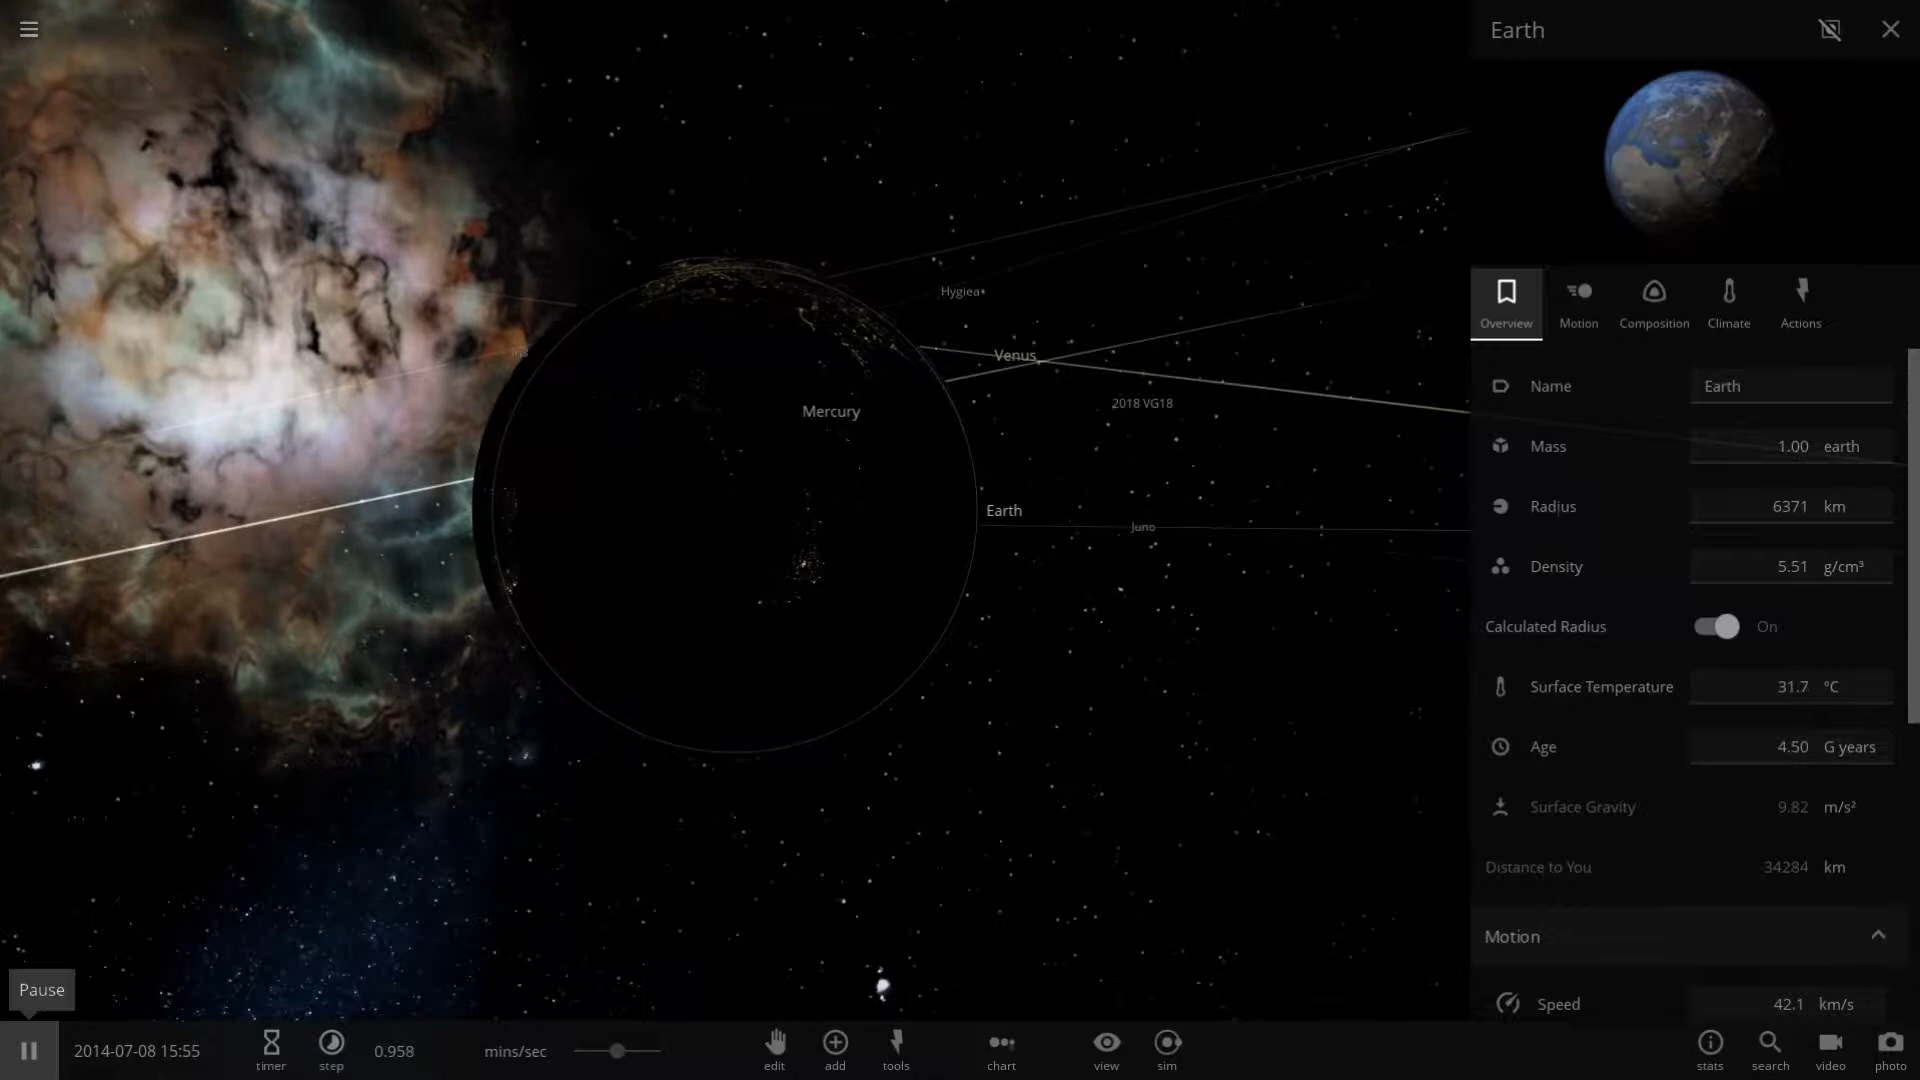 Earth
Overview
Motion
Composition
Climate
Actions
Name
Earth
Mass
1.00 earth
Radius
6371 km
Density
5.51 g/cm³
Calculated Radius
On
Surface Temperature
31.7 °C
Age
4.50 G years
Surface Gravity
9.82 m/s²
Distance to You
34284 km
Motion
Speed
42.1 km/s
Hygiea
Iris
Venus
2018 VG18
Mercury
Earth
Juno
Pause
2014-07-08 15:55
timer
step
0.958
mins/sec
edit
add
tools
chart
view
sim
stats
search
video
photo